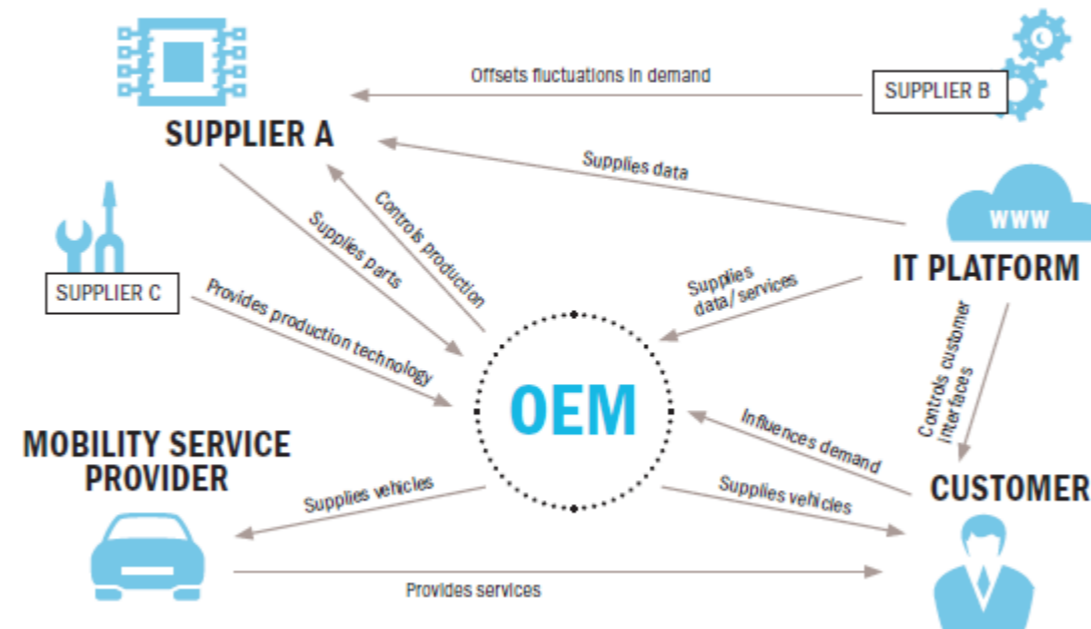 Offsets fluctuations in demand
SUPPLIER B
SUPPLIER A
Supplies data
WWW
IT PLATFORM
Controls production
Supplies parts
SUPPLIER C
Provides production technology
Supplies
data/services
Controls customer
interfaces
OEM
Influences demand
MOBILITY SERVICE
PROVIDER
Supplies vehicles
Supplies vehicles
CUSTOMER
Provides services